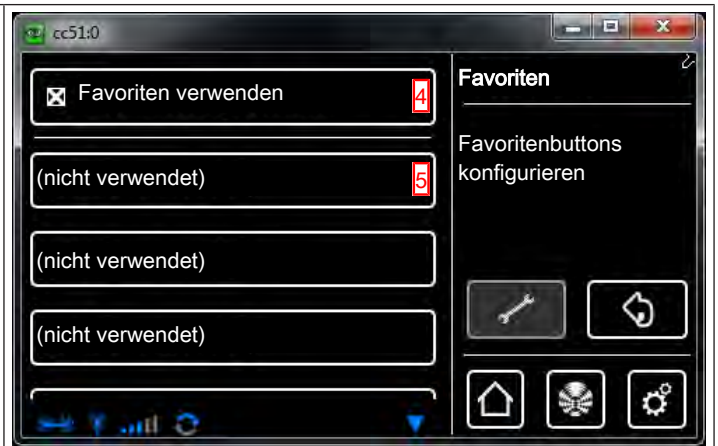 cc51:0
Favoriten verwenden 4
(nicht verwendet) 5
(nicht verwendet)
(nicht verwendet)
Favoriten
Favoritenbuttons
konfigurieren